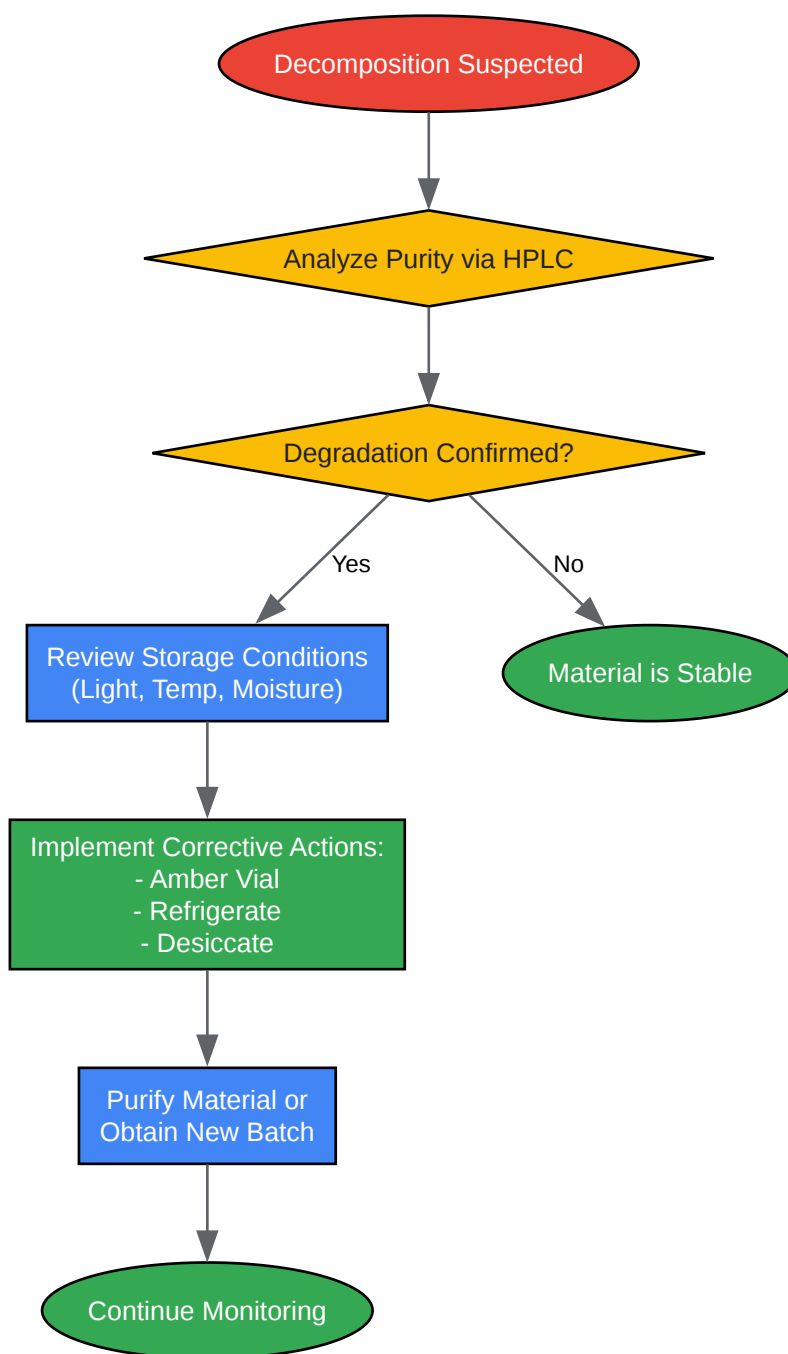 Decomposition Suspected
Analyze Purity via HPLC
Degradation Confirmed?
Yes
No
Review Storage Conditions
(Light, Temp, Moisture)
Material is Stable
Implement Corrective Actions:
- Amber Vial
- Refrigerate
- Desiccate
Purify Material or
Obtain New Batch
Continue Monitoring